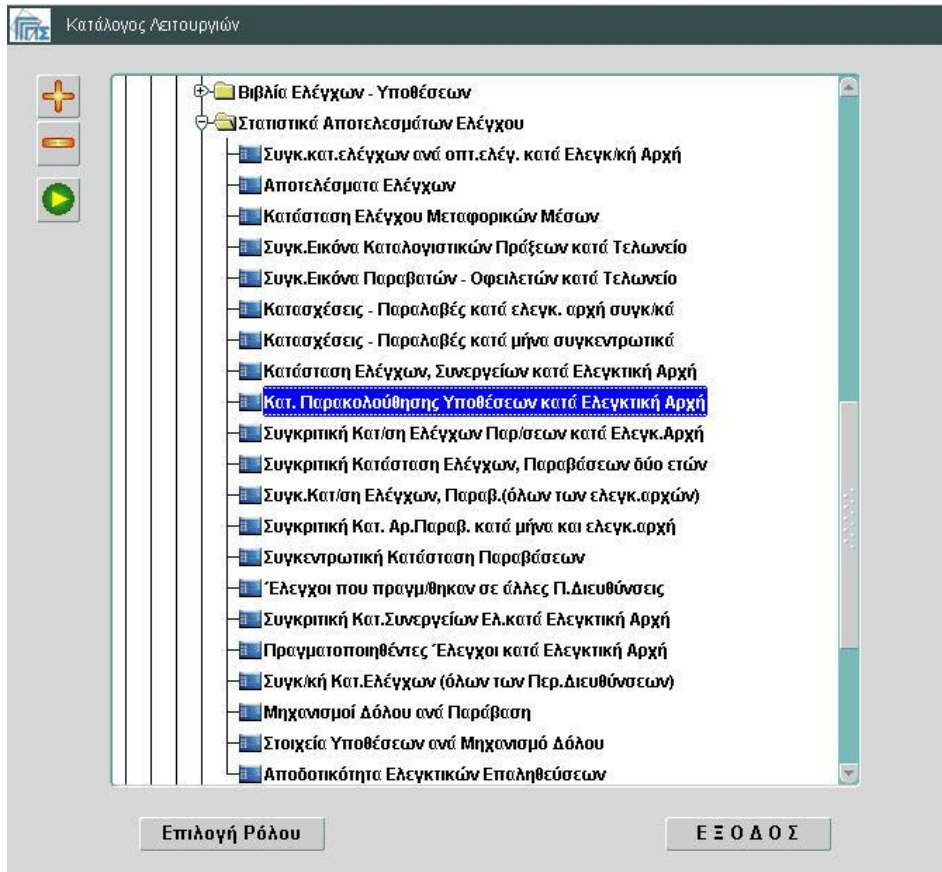 ΓΓΠΣ
Κατάλογος Λειτουργιών
Βιβλία Ελέγχων - Υποθέσεων
Στατιστικά Αποτελεσμάτων Ελέγχου
Συγκ.κατ.ελέγχων ανά οπτ.ελέγ. κατά Ελεγκ/κή Αρχή
Αποτελέσματα Ελέγχων
Κατάσταση Ελέγχου Μεταφορικών Μέσων
Συγκ.Εικόνα Καταλογιστικών Πράξεων κατά Τελωνείο
Συγκ.Εικόνα Παραβατών - Οφειλετών κατά Τελωνείο
Κατασχέσεις - Παραλαβές κατά ελεγκ. αρχή συγκ/κά
Κατασχέσεις - Παραλαβές κατά μήνα συγκεντρωτικά
Κατάσταση Ελέγχων, Συνεργείων κατά Ελεγκτική Αρχή
Κατ. Παρακολούθησης Υποθέσεων κατά Ελεγκτική Αρχή
Συγκριτική Κατ/ση Ελέγχων Παρ/σεων κατά Ελεγκ.Αρχή
Συγκριτική Κατάσταση Ελέγχων, Παραβάσεων δύο ετών
Συγκ.Κατ/ση Ελέγχων, Παραβ.(όλων των ελεγκ.αρχών)
Συγκριτική Κατ. Αρ.Παραβ. κατά μήνα και ελεγκ.αρχή
Συγκεντρωτική Κατάσταση Παραβάσεων
Έλεγχοι που πραγμ/θηκαν σε άλλες Π.Διευθύνσεις
Συγκριτική Κατ.Συνεργείων Ελ.κατά Ελεγκτική Αρχή
Πραγματοποιηθέντες Έλεγχοι κατά Ελεγκτική Αρχή
Συγκ/κή Κατ.Ελέγχων (όλων των Περ.Διευθύνσεων)
Μηχανισμοί Δόλου ανά Παράβαση
Στοιχεία Υποθέσεων ανά Μηχανισμό Δόλου
Αποδοτικότητα Ελεγκτικών Επαληθεύσεων
Επιλογή Ρόλου
Ε Ξ Ο Δ Ο Σ